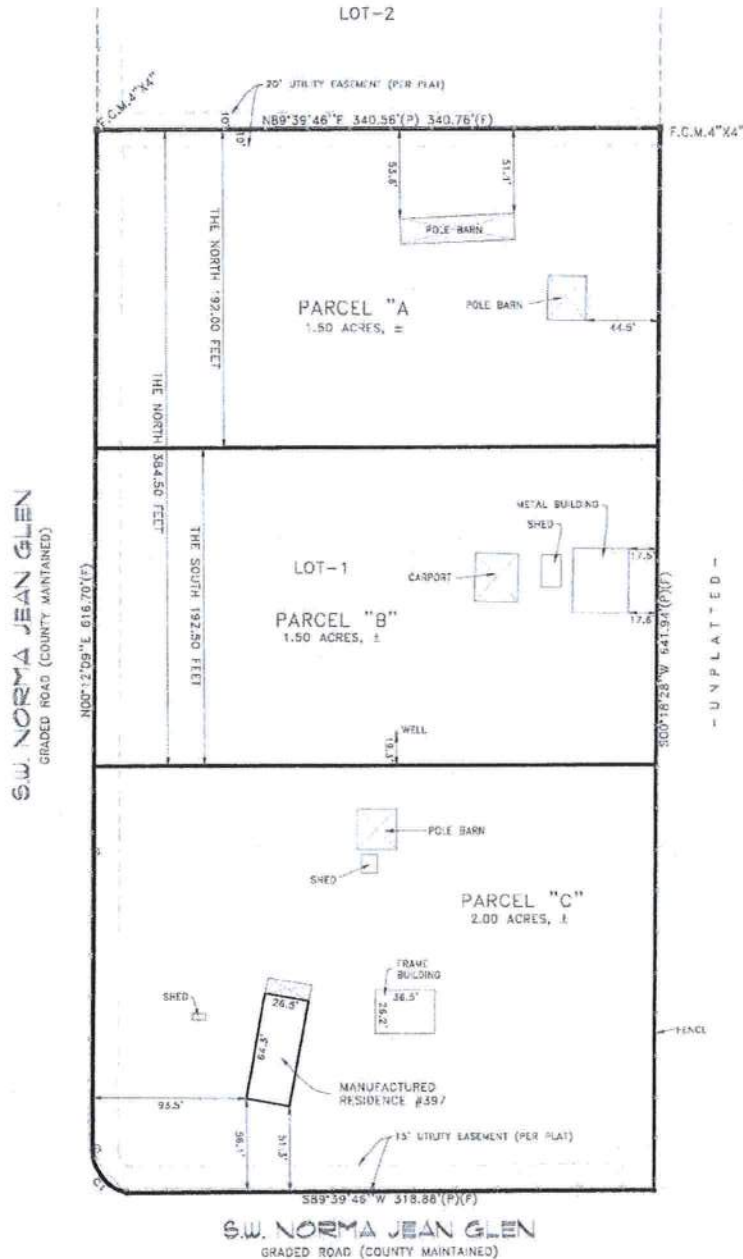 LOT-2
20' UTILITY EASEMENT (PER PLAT)
F.C.M.4"X4"
N89°39'46"E 340.56'(P) 340.76'(F)
F.C.M.4"X4"
10'
10'
53.6'
51.1'
POLE BARN
THE NORTH 192.00 FEET
PARCEL "A
1.50 ACRES, ±
POLE BARN
44.6'
THE NORTH 384.50 FEET
METAL BUILDING
SHED
17.5'
LOT-1
CARPORT
PARCEL "B"
1.50 ACRES, ±
17.6'
THE SOUTH 192.50 FEET
S.W. NORMA JEAN GLEN
GRADED ROAD (COUNTY MAINTAINED)
N00°12'09"E 616.70'(F)
S00°18'28"W 641.94'(P)(F)
-UNPLATTED-
WELL
19.3'
POLE BARN
SHED
PARCEL "C"
2.00 ACRES, ±
FRAME
BUILDING
36.5'
26.2'
SHED
26.5'
64.5'
FENCE
MANUFACTURED
RESIDENCE #397
93.5'
56.1'
51.3'
15' UTILITY EASEMENT (PER PLAT)
S89°39'46"W 318.88'(P)(F)
S.W. NORMA JEAN GLEN
GRADED ROAD (COUNTY MAINTAINED)